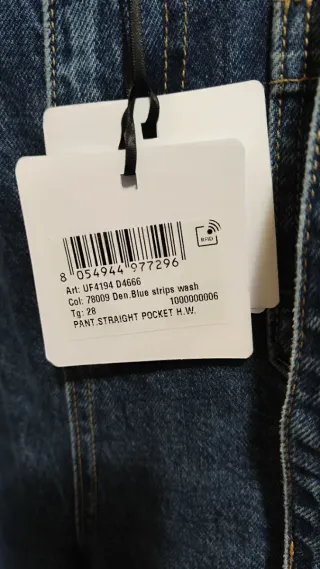 RFID
8 054944 977296
Art: UF4194 D4666
Col: 78009 Den.Blue strips wash
Tg: 28 1000000006
PANT.STRAIGHT POCKET H.W.